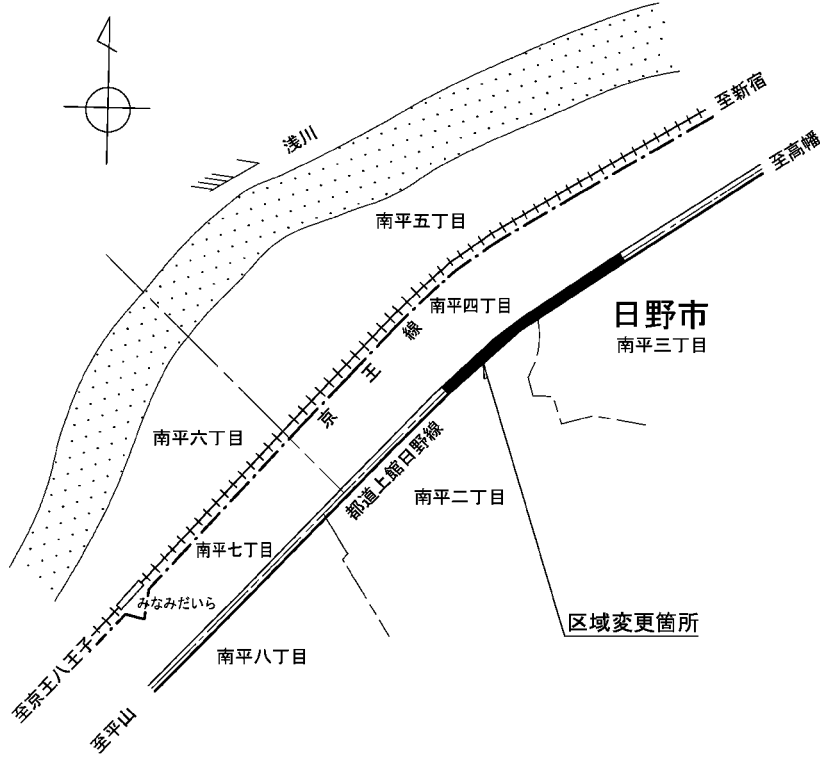 至新宿
浅川
至高幡
南平五丁目
南平四丁目
日野市
南平三丁目
京王線
南平六丁目
都道上館日野線
南平二丁目
南平七丁目
みなみだいら
区域変更箇所
南平八丁目
至京王八王子
至平山